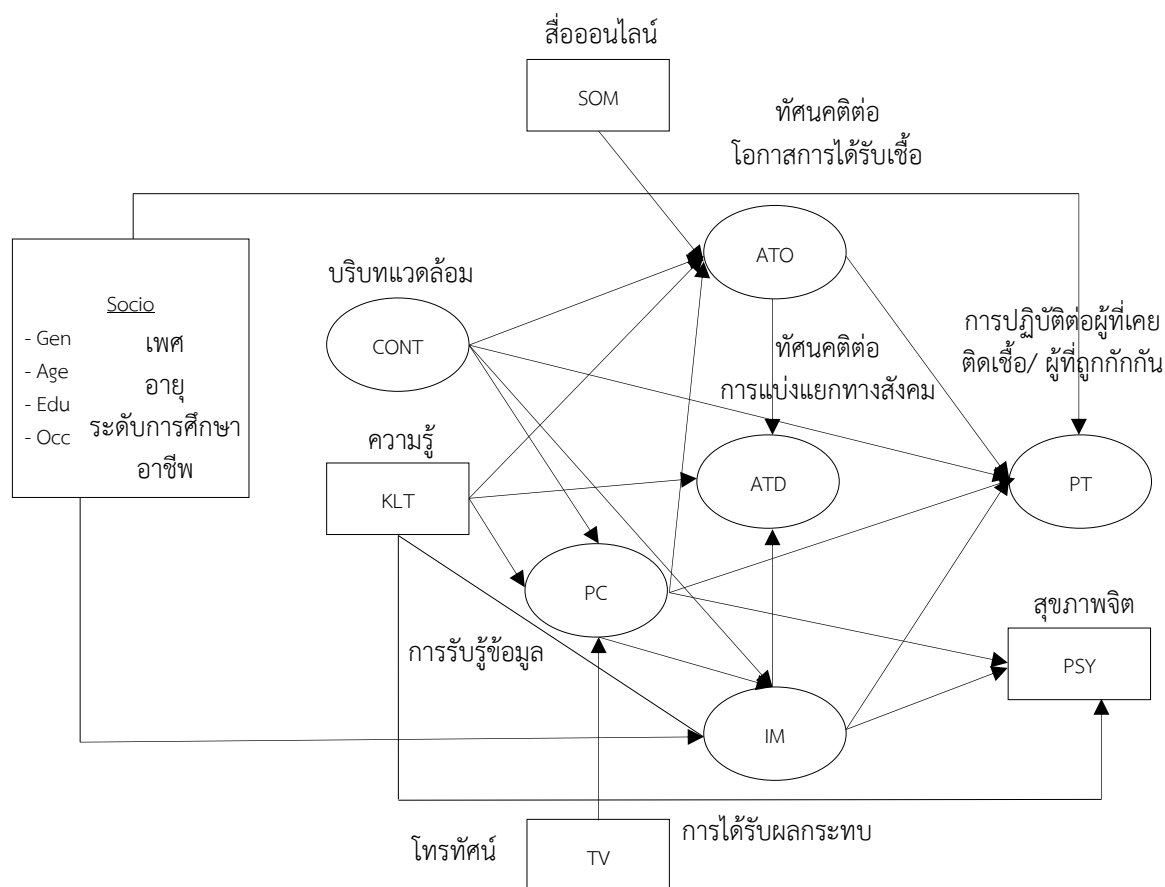 สื่อออนไลน์
SOM
ทัศนคติต่อ
โอกาสการได้รับเชื้อ
ATO
บริบทแวดล้อม
CONT
Socio
- Gen เพศ
- Age อายุ
- Edu ระดับการศึกษา
- Occ อาชีพ
การปฏิบัติต่อผู้ที่เคย
ติดเชื้อ/ ผู้ที่ถูกกักกัน
ทัศนคติต่อ
การแบ่งแยกทางสังคม
ความรู้
KLT
ATD
PT
PC
สุขภาพจิต
การรับรู้ข้อมูล
PSY
IM
การได้รับผลกระทบ
โทรทัศน์
TV